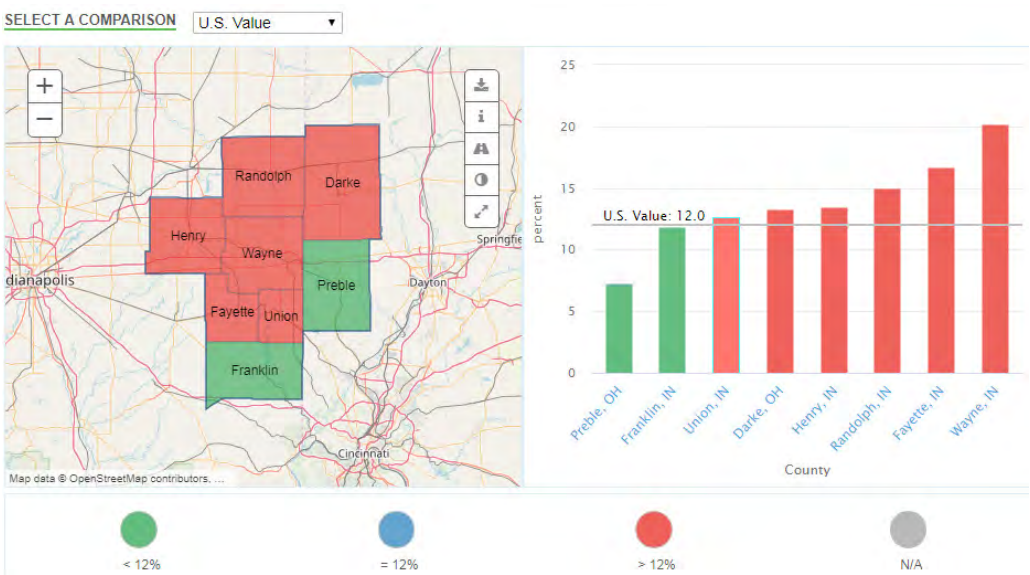 SELECT A COMPARISON
U.S. Value
+
−
i
Randolph
Darke
Henry
Wayne
Preble
Fayette
Union
Franklin
Springfie
dianapolis
Dayton
Cincinnati
Map data © OpenStreetMap contributors, ...
25
20
15
10
5
0
percent
U.S. Value: 12.0
Preble, OH
Franklin, IN
Union, IN
Darke, OH
Henry, IN
Randolph, IN
Fayette, IN
Wayne, IN
County
< 12%
= 12%
> 12%
N/A